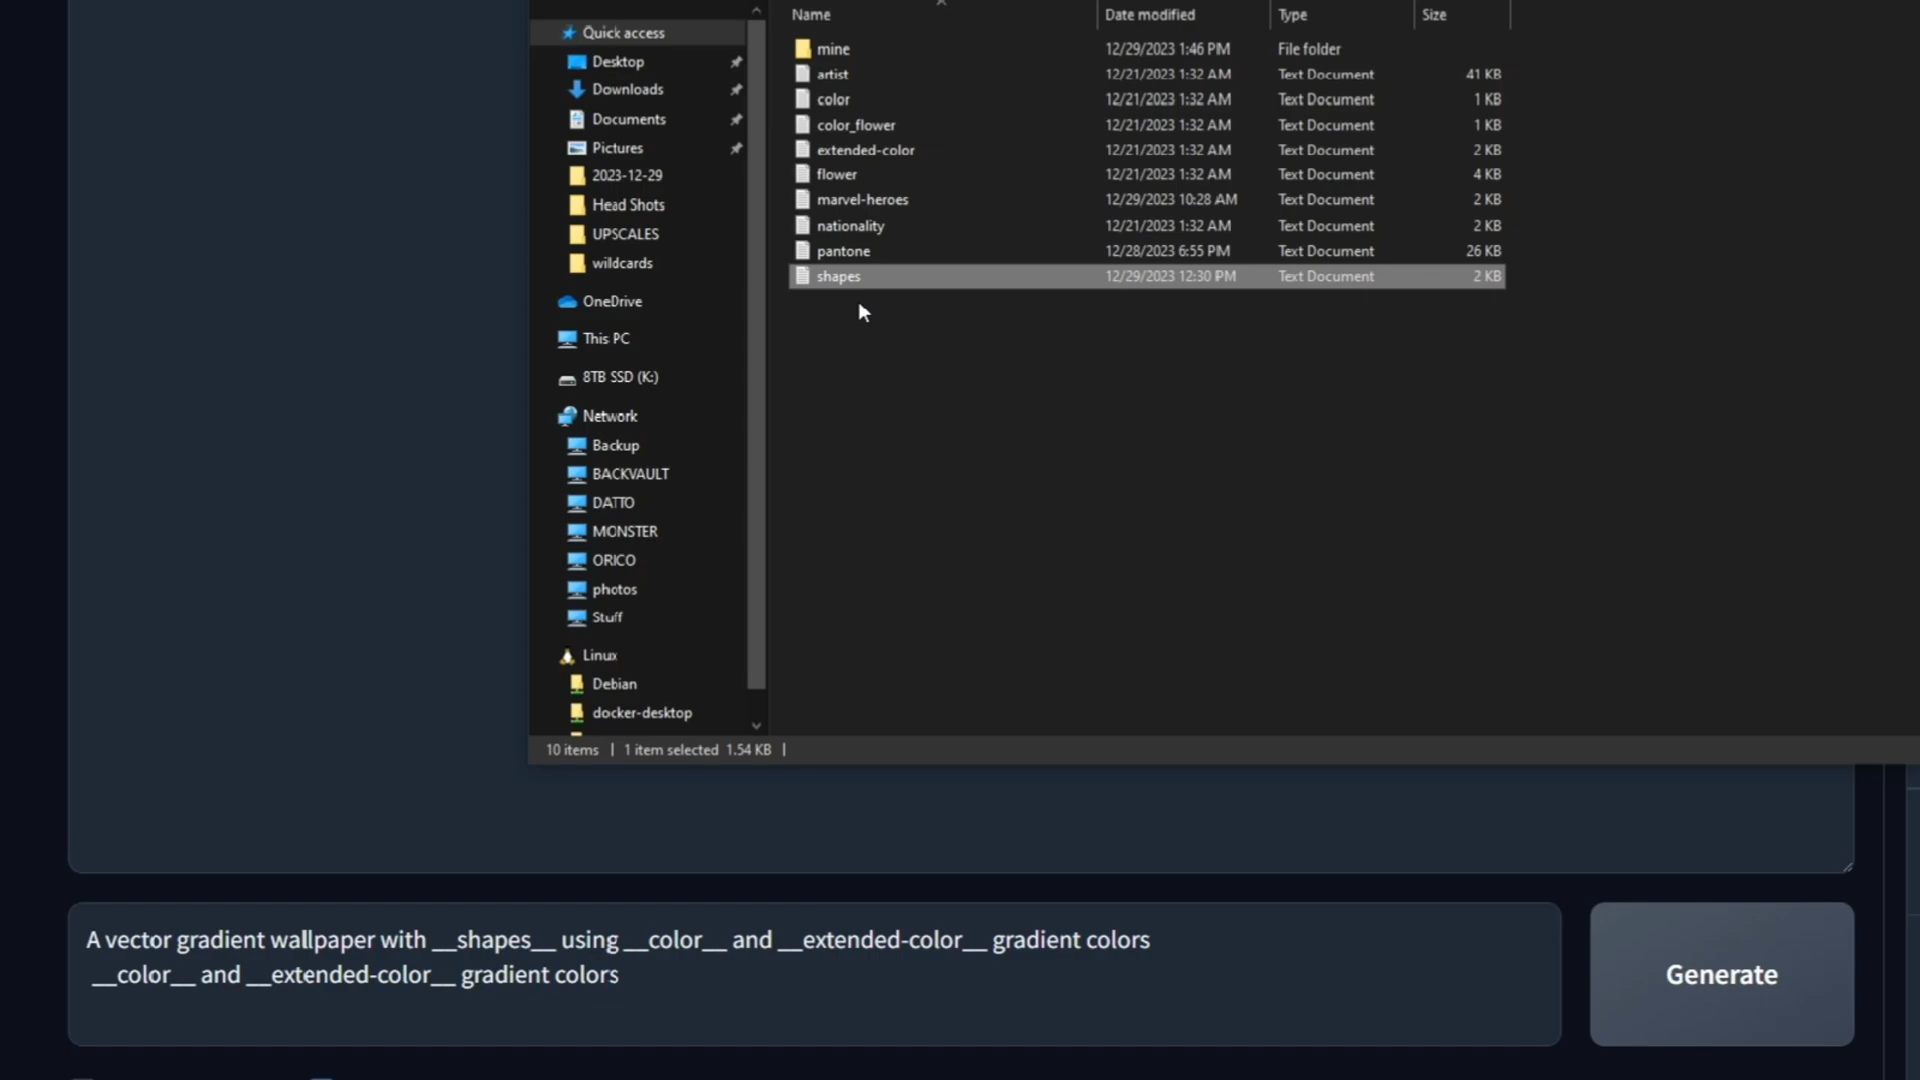 Name Date modified Type Size
Quick access
Desktop
Downloads
Documents
Pictures
2023-12-29
Head Shots
UPSCALES
wildcards
OneDrive
This PC
8TB SSD (K:)
Network
Backup
BACKVAULT
DATTO
MONSTER
ORICO
photos
Stuff
Linux
Debian
docker-desktop
mine 12/29/2023 1:46 PM File folder
artist 12/21/2023 1:32 AM Text Document 41 KB
color 12/21/2023 1:32 AM Text Document 1 KB
color_flower 12/21/2023 1:32 AM Text Document 1 KB
extended-color 12/21/2023 1:32 AM Text Document 2 KB
flower 12/21/2023 1:32 AM Text Document 4 KB
marvel-heroes 12/29/2023 10:28 AM Text Document 2 KB
nationality 12/21/2023 1:32 AM Text Document 2 KB
pantone 12/28/2023 6:55 PM Text Document 26 KB
shapes 12/29/2023 12:30 PM Text Document 2 KB
10 items | 1 item selected 1.54 KB |
A vector gradient wallpaper with __shapes__ using __color__ and __extended-color__ gradient colors
__color__ and __extended-color__ gradient colors
Generate